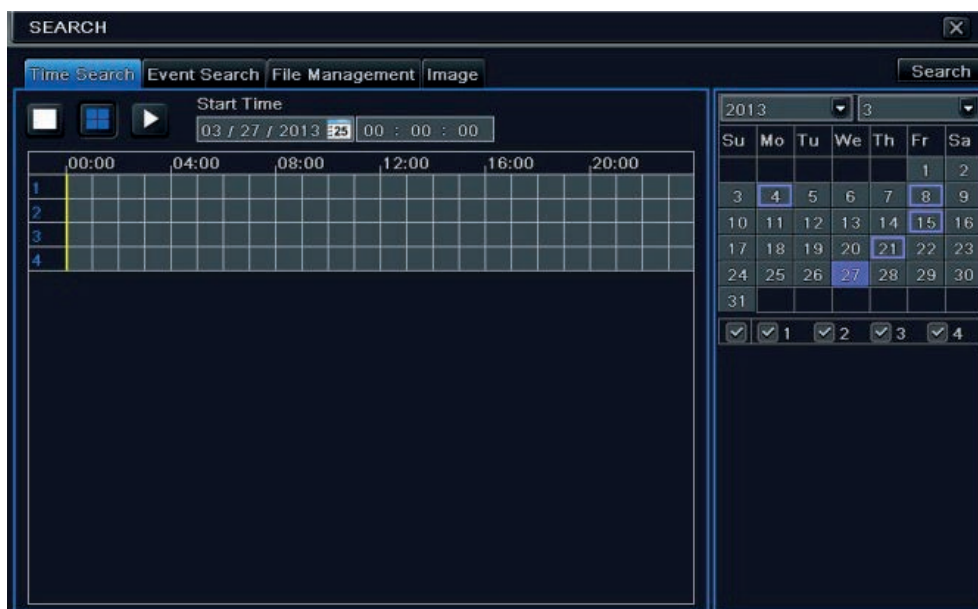 SEARCH
Time Search Event Search File Management Image Search
Start Time
03 / 27 / 2013 25 00 : 00 : 00
00:00 04:00 08:00 12:00 16:00 20:00
1
2
3
4
2013 3
Su Mo Tu We Th Fr Sa
1 2
3 4 5 6 7 8 9
10 11 12 13 14 15 16
17 18 19 20 21 22 23
24 25 26 27 28 29 30
31
1 2 3 4